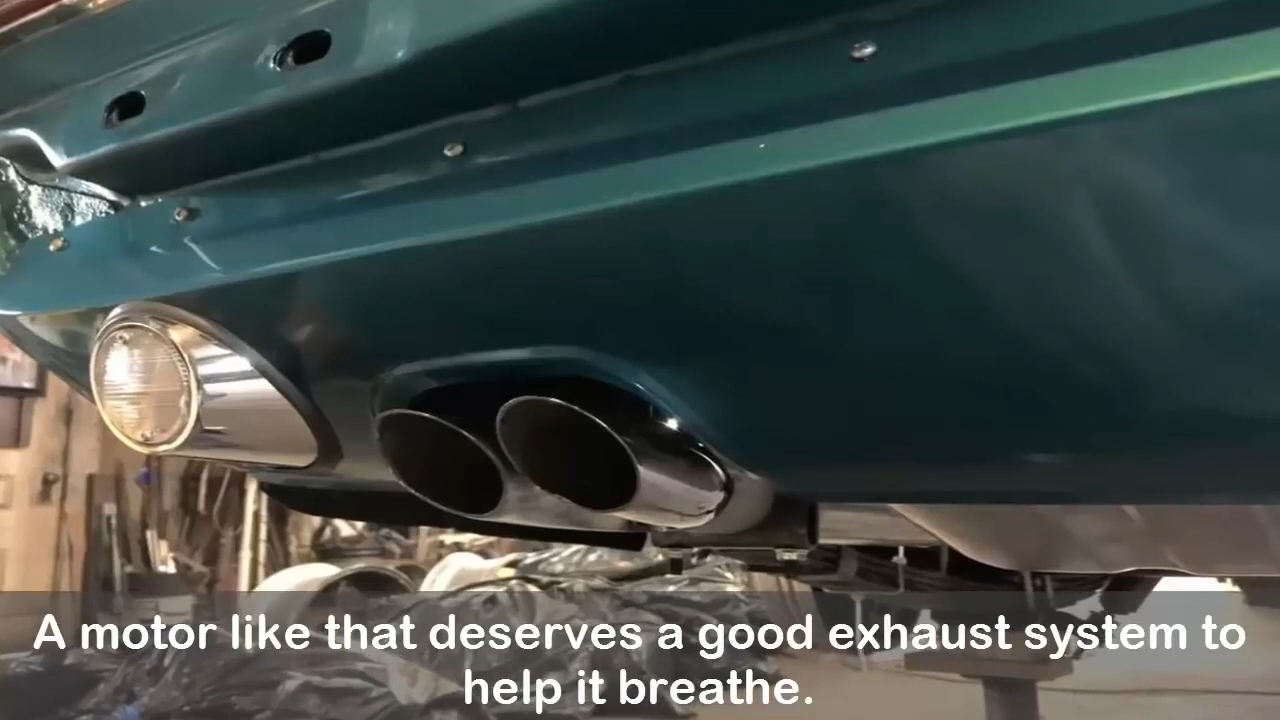 A motor like that deserves a good exhaust system to
help it breathe.